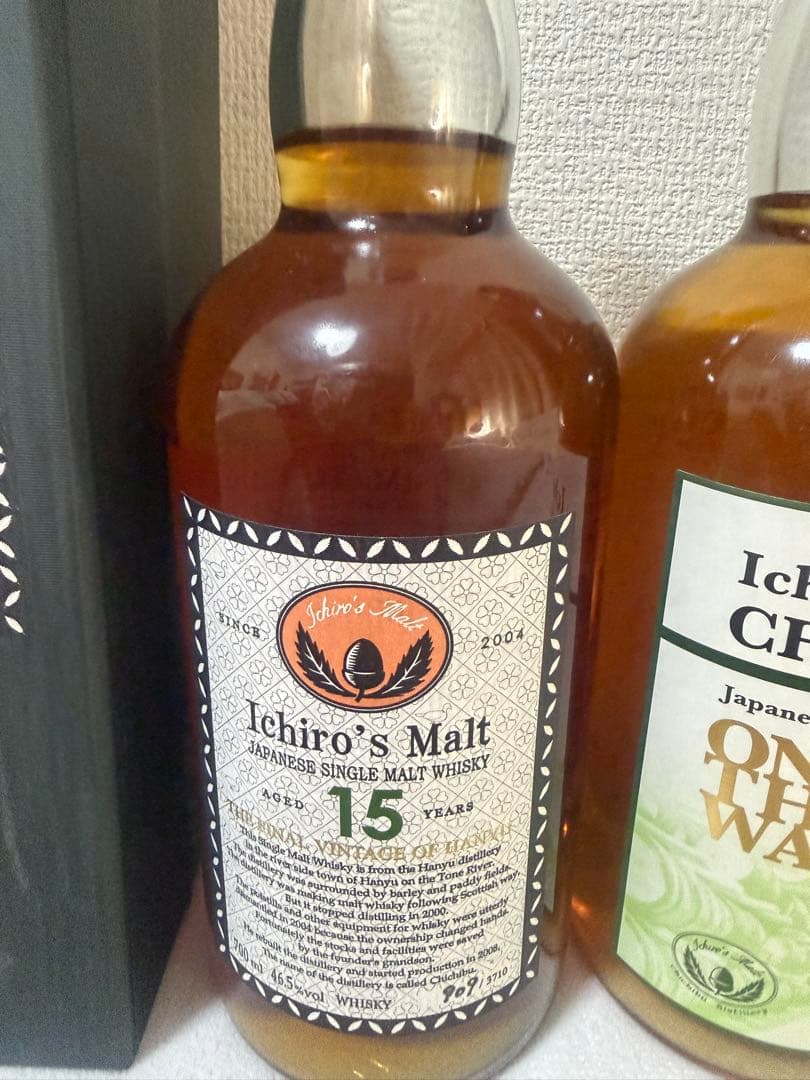 Ichiro's Malt
SINCE 2004
Ichiro's Malt
JAPANESE SINGLE MALT WHISKY
AGED 15 YEARS
THE FINAL VINTAGE OF HANYU
This Single Malt Whisky is from the Hanyu distillery
in the river side town of Hanyu on the Tone River.
The distillery was surrounded by barley and paddy fields.
The distillery was making malt whisky following Scottish way.
But it stopped distilling in 2000.
The potstills and other equipment for whisky were utterly
in 2004 because the ownership changed hands.
Fortunately the stocks and facilities were saved
by the founder's grandson.
He rebuilt the distillery and started production in 2008.
The name of the distillery is called Chichibu.
700 ml 46.5%vol WHISKY 909/3710
Ich
CH
Japane
ON
TH
WA
Ichiro's Malt
Chichibu distillery